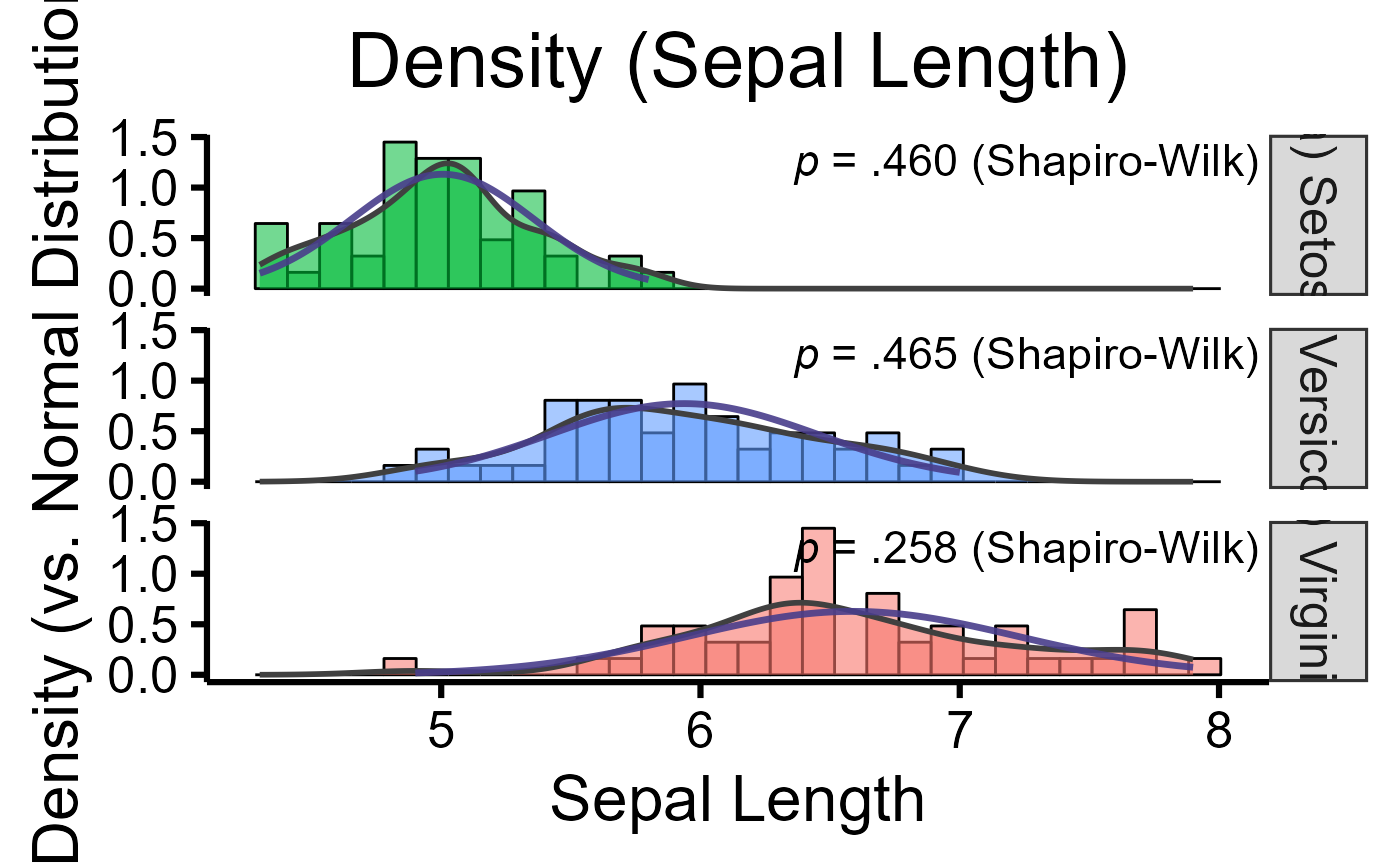 Density (Sepal Length)
Density (vs. Normal Distribution
1.5
1.0
0.5
0.0
p = .460 (Shapiro-Wilk)
) Setos
1.5
1.0
0.5
0.0
p = .465 (Shapiro-Wilk)
Versico
1.5
1.0
0.5
0.0
p = .258 (Shapiro-Wilk)
) Virgini
5 6 7 8
Sepal Length